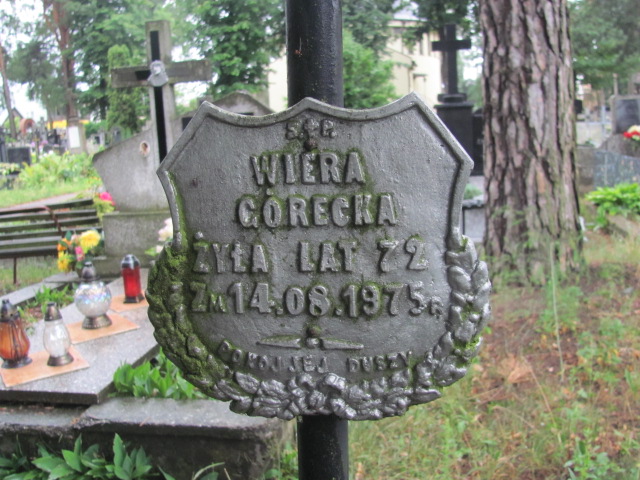 Ś.P.
WIERA
GÓRECKA
ŻYŁA LAT 72
ZM 14.08.1975 R.
POKÓJ JEJ DUSZY